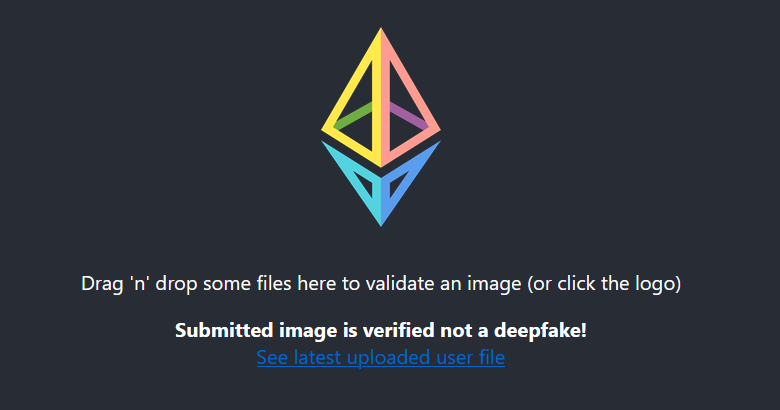 Drag 'n' drop some files here to validate an image (or click the logo)
Submitted image is verified not a deepfake!
See latest uploaded user file